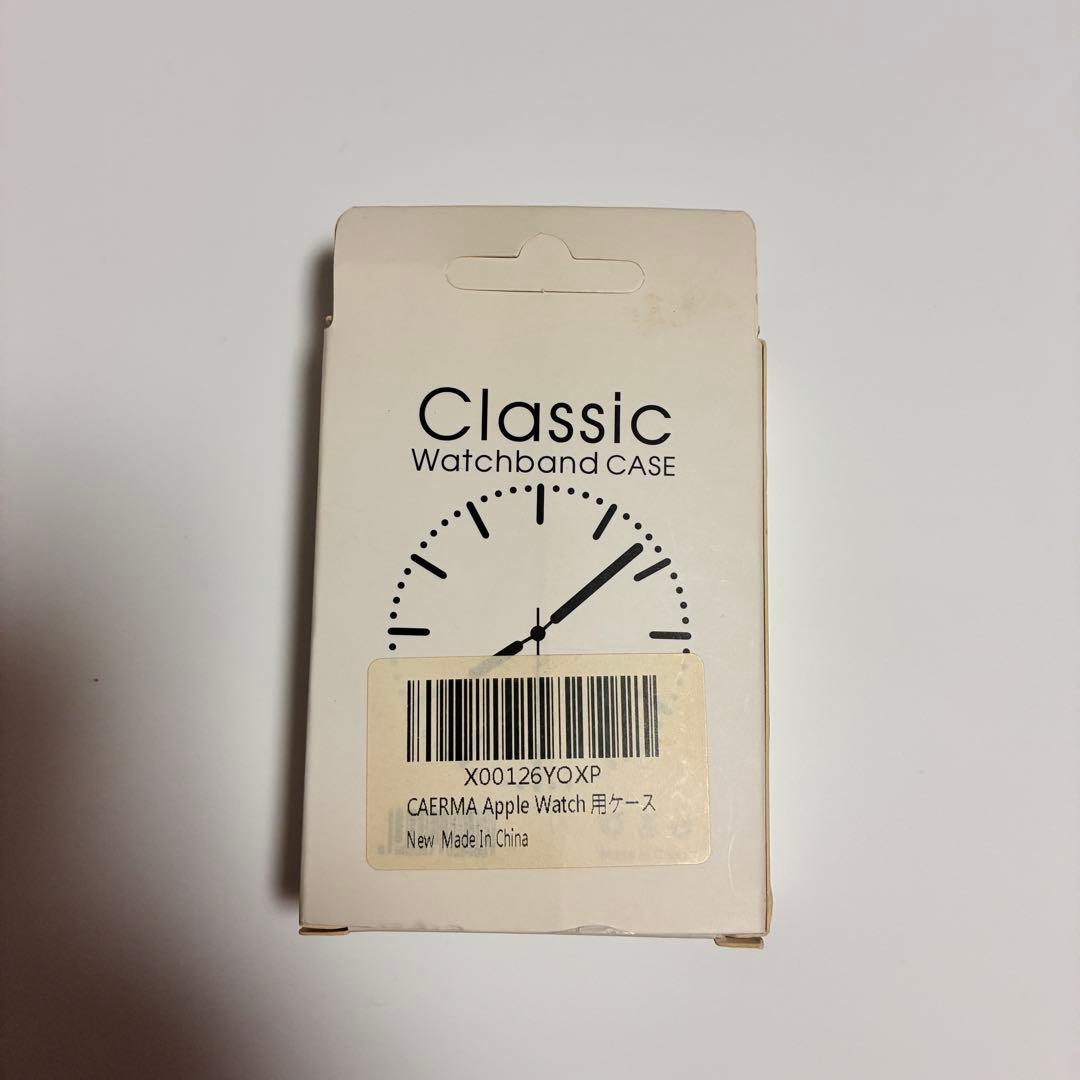 Classic
Watchband CASE
X00126YOXP
CAERMA Apple Watch 用ケース
New Made In China